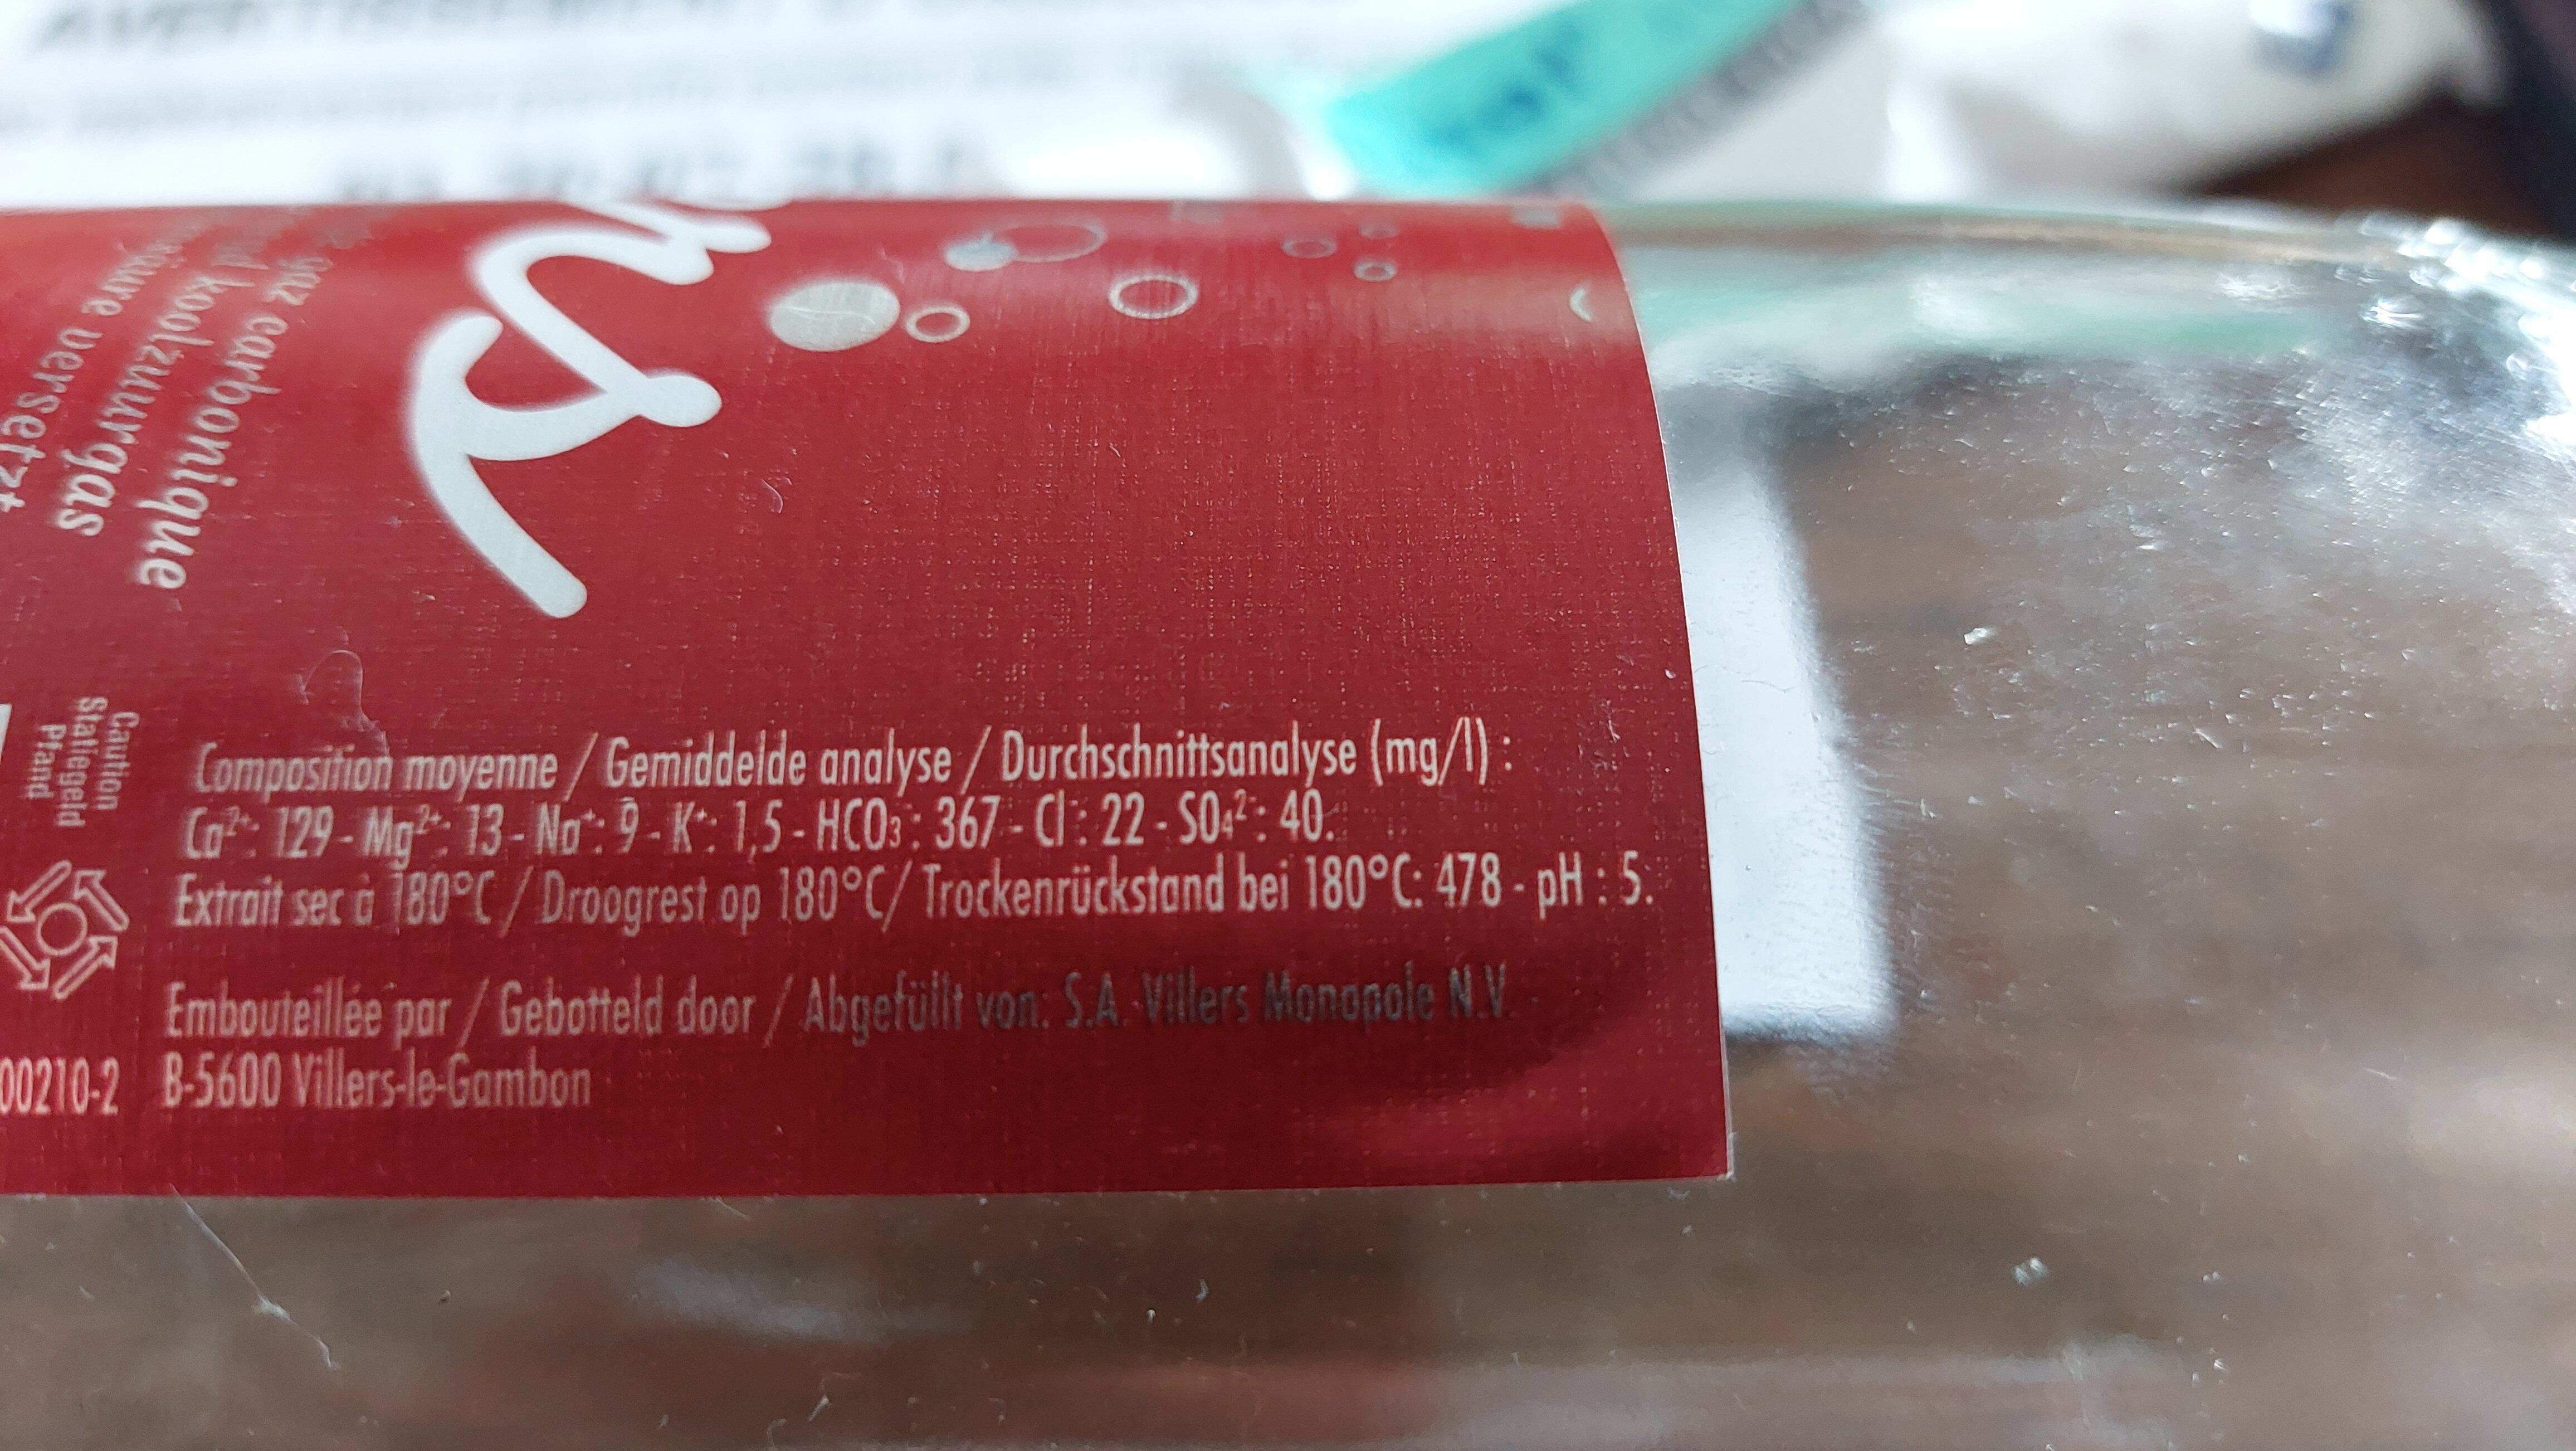 gaz carbonique
koolzuurgas
versetzt
Caution
Statiegeld
Pfand
Composition moyenne / Gemiddelde analyse / Durchschnittsanalyse (mg/l) :
Ca²⁺: 129 - Mg²⁺: 13 - Na⁺: 9 - K⁺: 1,5 - HCO₃⁻: 367 - Cl⁻: 22 - SO₄²⁻: 40.
Extrait sec à 180°C / Droogrest op 180°C/ Trockenrückstand bei 180°C: 478 - pH : 5.
Embouteillée par / Gebotteld door / Abgefüllt von: S.A. Villers Monopole N.V.
00210-2 B-5600 Villers-le-Gambon